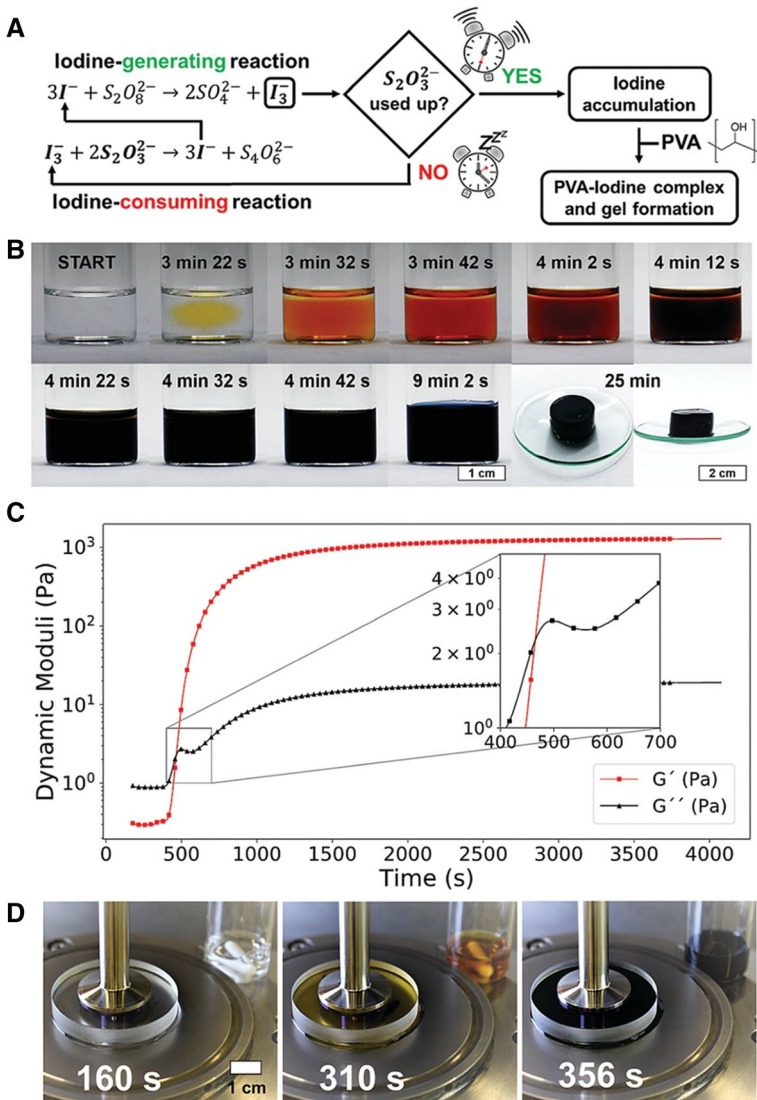 A
Iodine-generating reaction
3I⁻ + S₂O₈²⁻ → 2SO₄²⁻ + I₃⁻
I₃⁻ + 2S₂O₃²⁻ → 3I⁻ + S₄O₆²⁻
Iodine-consuming reaction
S₂O₃²⁻
used up?
YES
NO
ZZZZ
Iodine
accumulation
PVA
OH
PVA-Iodine complex
and gel formation
B
START
3 min 22 s
3 min 32 s
3 min 42 s
4 min 2 s
4 min 12 s
4 min 22 s
4 min 32 s
4 min 42 s
9 min 2 s
25 min
1 cm
2 cm
C
Dynamic Moduli (Pa)
10³
10²
10¹
10⁰
4 × 10⁰
3 × 10⁰
2 × 10⁰
10⁰
400 500 600 700
G´ (Pa)
G´´ (Pa)
0 500 1000 1500 2000 2500 3000 3500 4000
Time (s)
D
160 s
1 cm
310 s
356 s